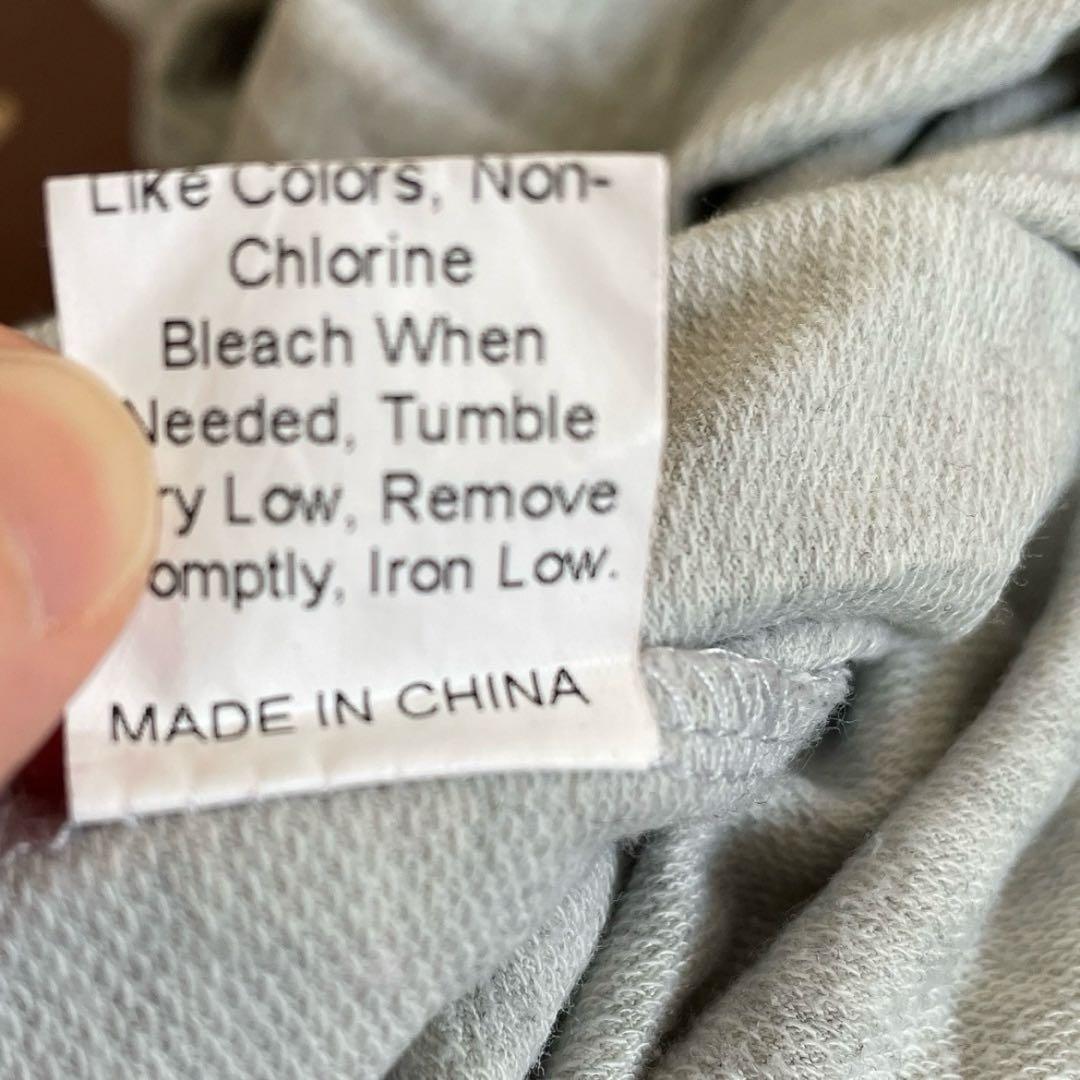 Like Colors, Non-
Chlorine
Bleach When
Needed, Tumble
ry Low, Remove
omptly, Iron Low.
MADE IN CHINA